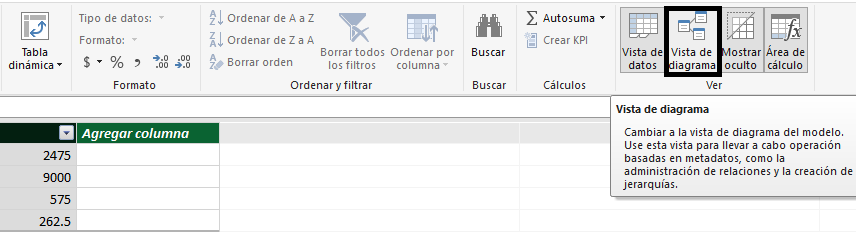 Tabla
dinámica
Tipo de datos:
Formato:
$ % , .00 .00
Formato
Ordenar de A a Z
Ordenar de Z a A
Borrar orden
Borrar todos
los filtros
Ordenar por
columna
Ordenar y filtrar
Buscar
Buscar
Autosuma
Crear KPI
Cálculos
Vista de
datos
Vista de
diagrama
Mostrar
oculto
Área de
cálculo
Ver
Agregar columna
2475
9000
575
262.5
Vista de diagrama
Cambiar a la vista de diagrama del modelo.
Use esta vista para llevar a cabo operación
basadas en metadatos, como la
administración de relaciones y la creación de
jerarquías.